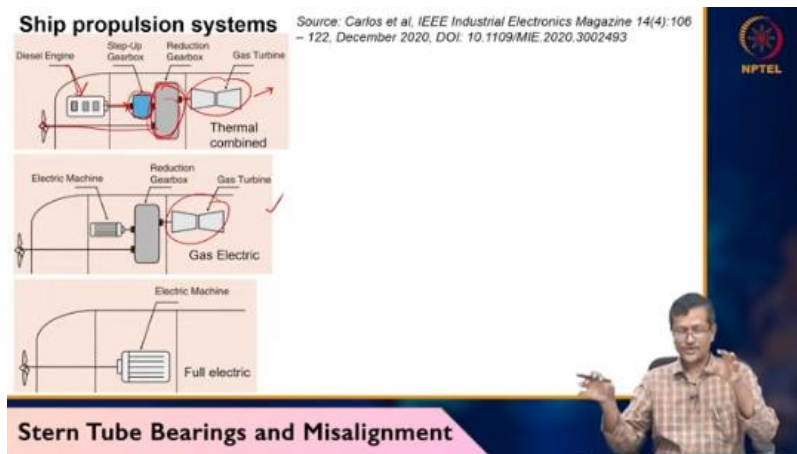 Ship propulsion systems
Source: Carlos et al, IEEE Industrial Electronics Magazine 14(4):106
– 122, December 2020, DOI: 10.1109/MIE.2020.3002493
NPTEL
Diesel Engine
Step-Up
Gearbox
Reduction
Gearbox
Gas Turbine
Thermal
combined
Electric Machine
Reduction
Gearbox
Gas Turbine
Gas Electric
Electric Machine
Full electric
Stern Tube Bearings and Misalignment